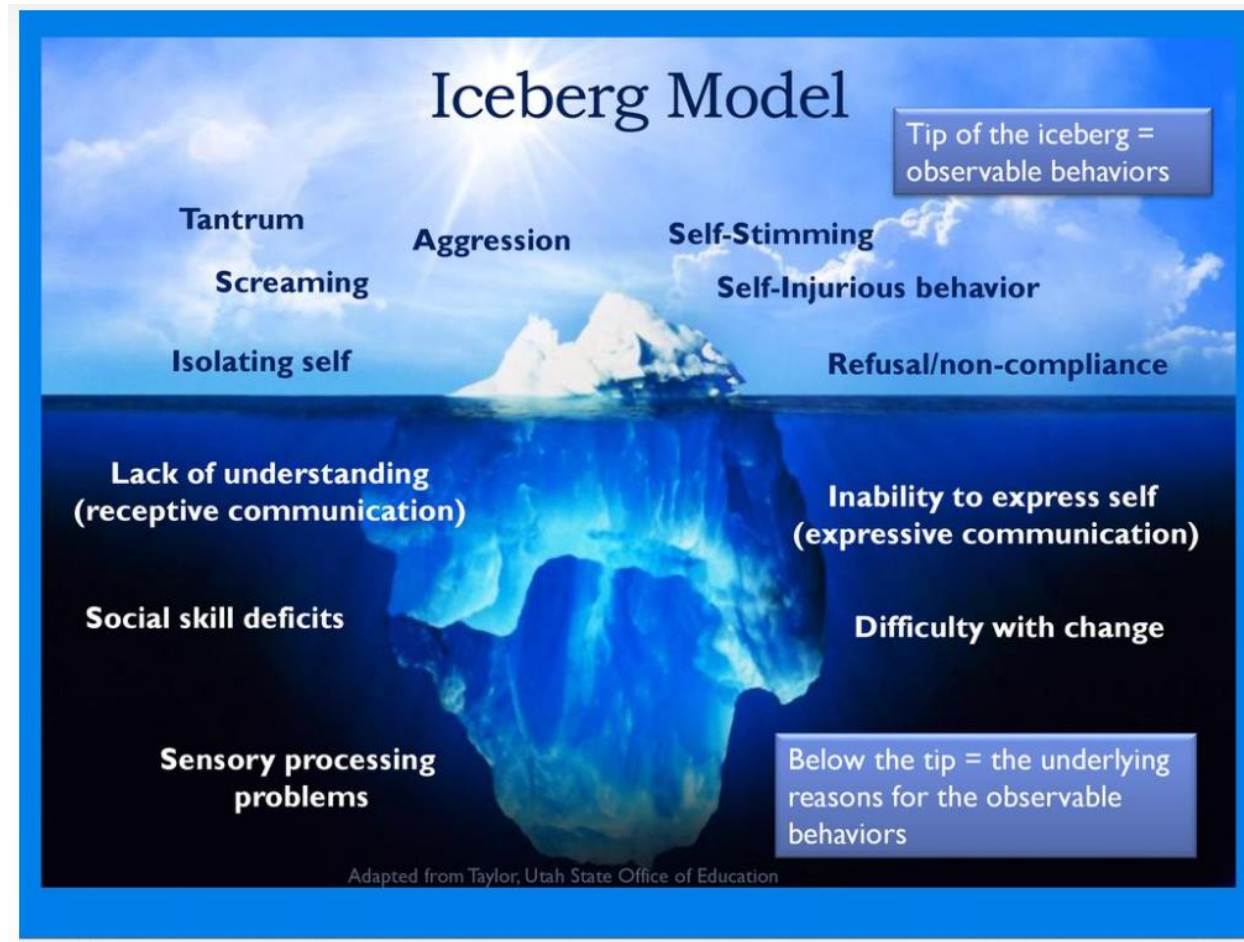 Iceberg Model
Tip of the iceberg =
observable behaviors
Tantrum
Aggression
Self-Stimming
Screaming
Self-Injurious behavior
Isolating self
Refusal/non-compliance
Lack of understanding
(receptive communication)
Inability to express self
(expressive communication)
Social skill deficits
Difficulty with change
Sensory processing
problems
Below the tip = the underlying
reasons for the observable
behaviors
Adapted from Taylor, Utah State Office of Education